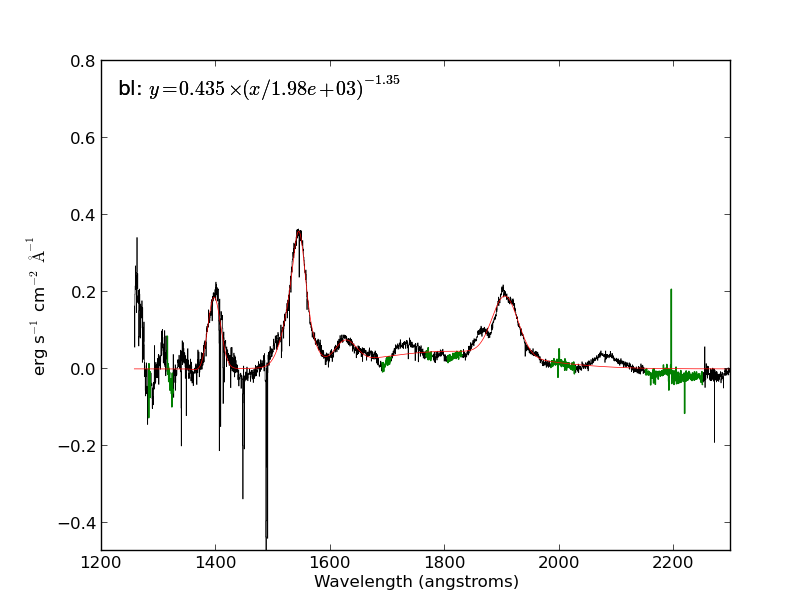 bl: y=0.435×(x/1.98e+03)^−1.35
0.8
0.6
0.4
0.2
0.0
−0.2
−0.4
erg s^−1 cm^−2 Å^−1
1200 1400 1600 1800 2000 2200
Wavelength (angstroms)